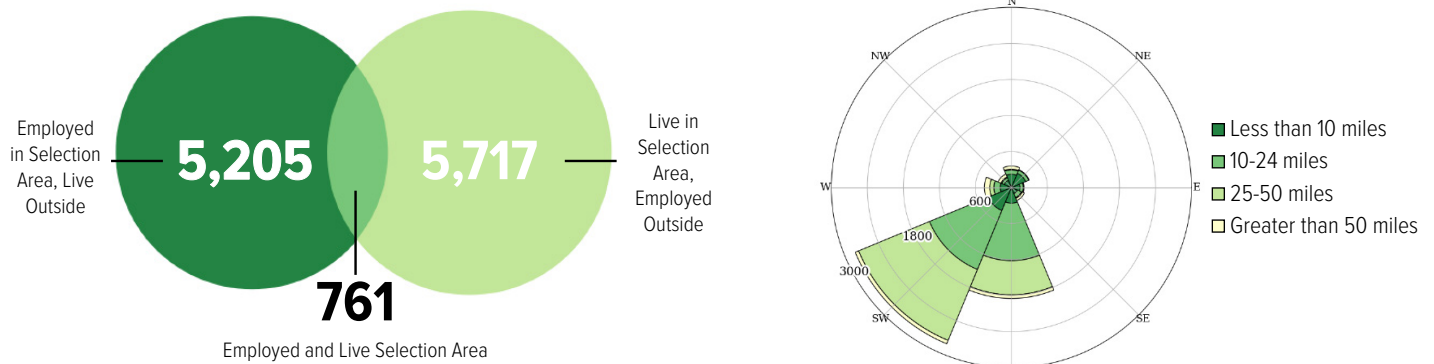 Employed
in Selection
Area, Live
Outside
5,205
5,717
Live in
Selection
Area,
Employed
Outside
761
Employed and Live Selection Area
N
NW
NE
W
E
600
1800
3000
SW
SE
Less than 10 miles
10-24 miles
25-50 miles
Greater than 50 miles